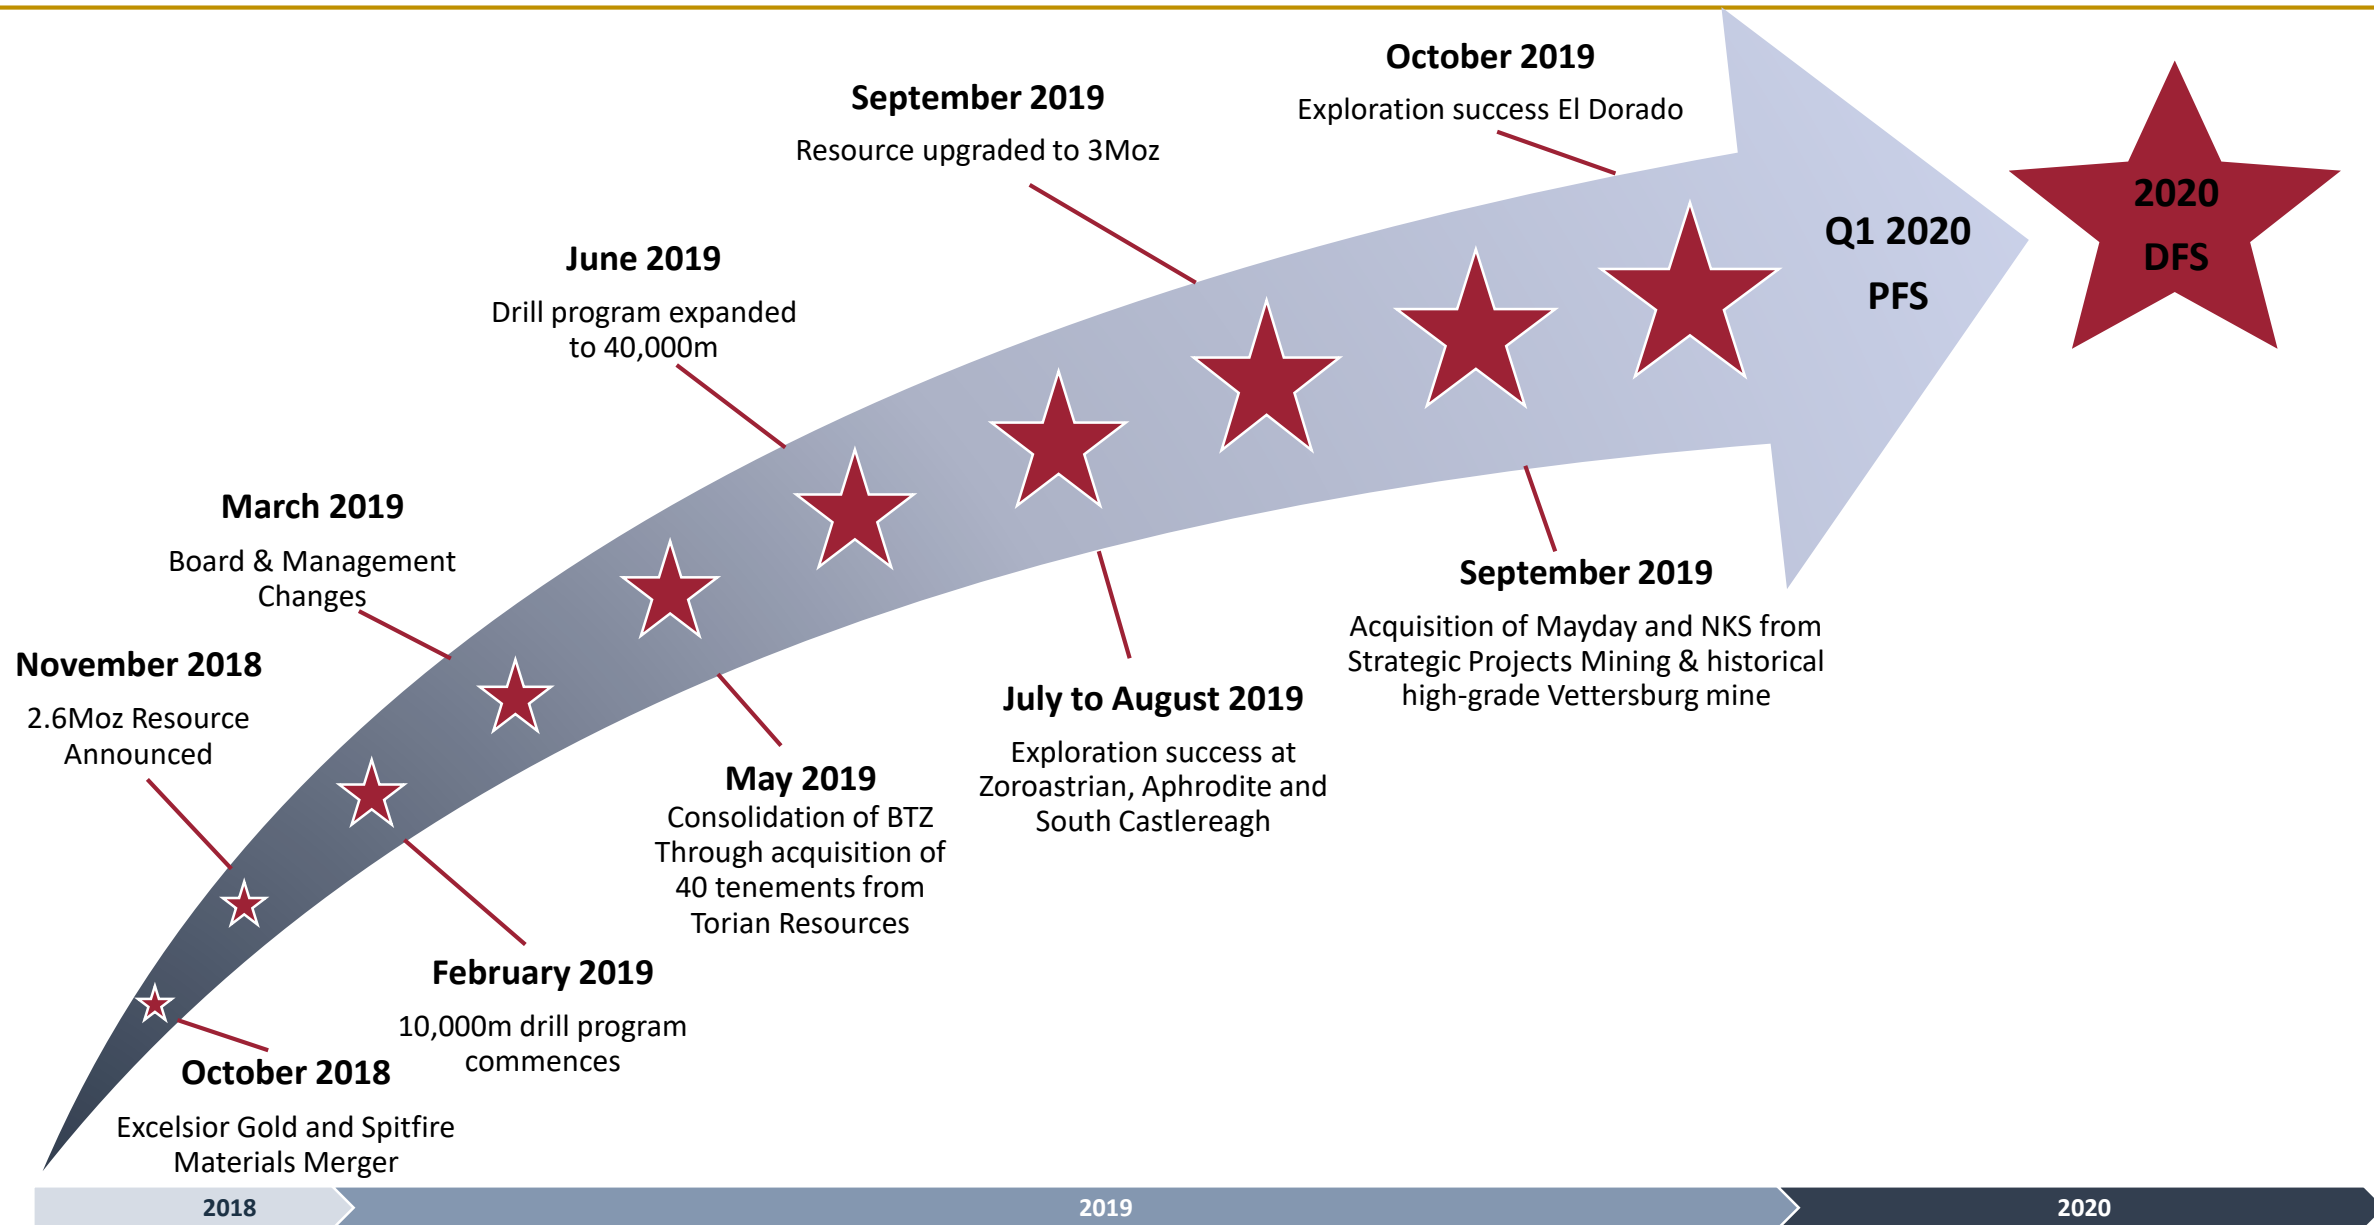 October 2018
Excelsior Gold and Spitfire
Materials Merger
November 2018
2.6Moz Resource
Announced
February 2019
10,000m drill program
commences
March 2019
Board & Management
Changes
May 2019
Consolidation of BTZ
Through acquisition of
40 tenements from
Torian Resources
June 2019
Drill program expanded
to 40,000m
July to August 2019
Exploration success at
Zoroastrian, Aphrodite and
South Castlereagh
September 2019
Resource upgraded to 3Moz
September 2019
Acquisition of Mayday and NKS from
Strategic Projects Mining & historical
high-grade Vettersburg mine
October 2019
Exploration success El Dorado
Q1 2020
PFS
2020
DFS
2018
2019
2020